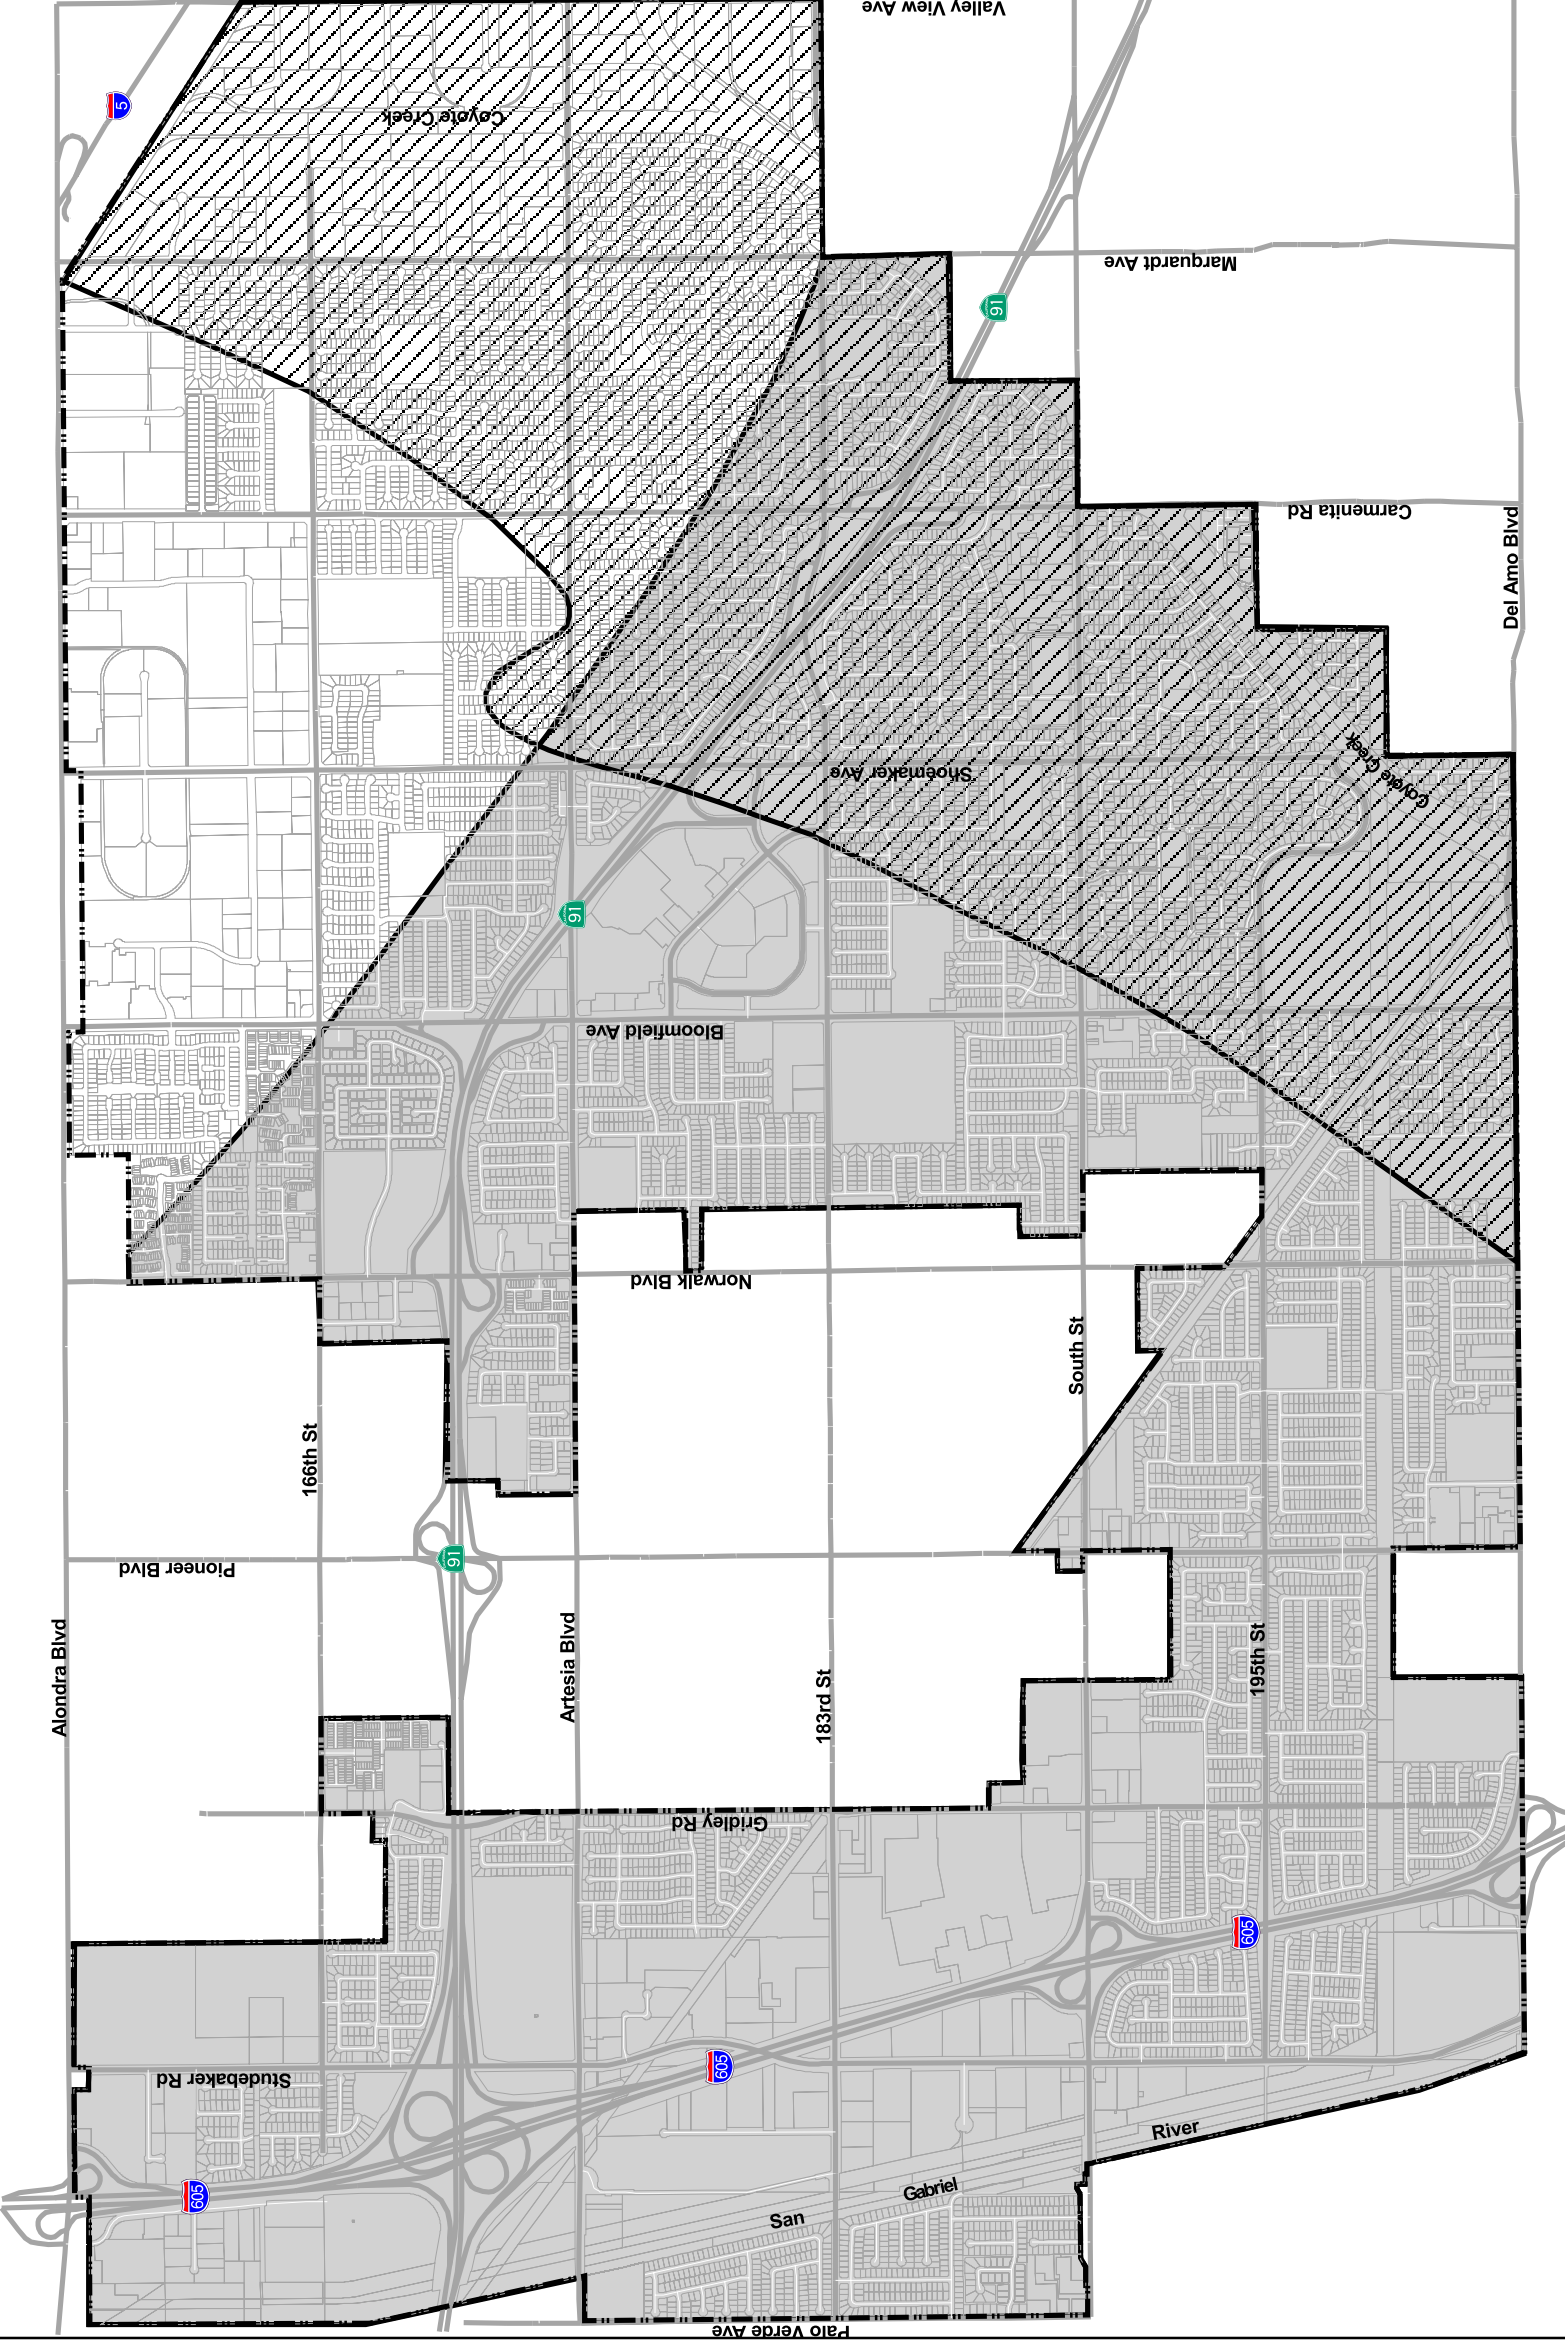 Valley View Ave
5
Coyote Creek
Marquardt Ave
91
Carmenita Rd
Del Amo Blvd
Coyote Creek
Shoemaker Ave
91
Bloomfield Ave
Norwalk Blvd
South St
166th St
Pioneer Blvd
91
Alondra Blvd
Artesia Blvd
183rd St
195th St
Gridley Rd
605
605
Studebaker Rd
605
River
Gabriel
San
Palo Verde Ave